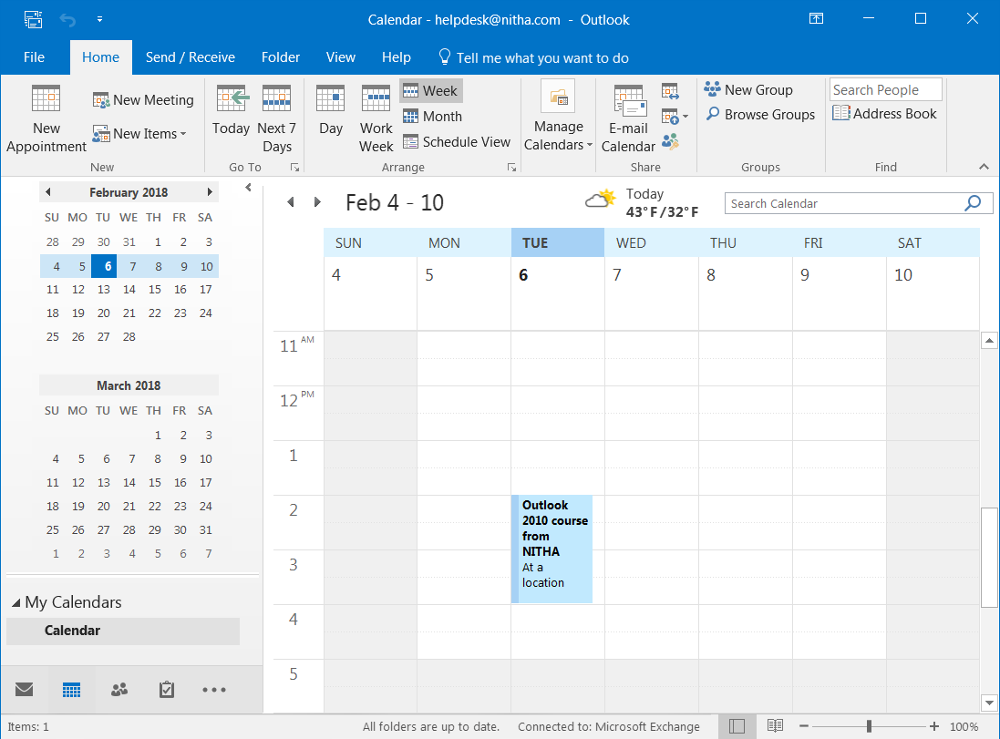 Calendar - helpdesk@nitha.com - Outlook
File Home Send / Receive Folder View Help Tell me what you want to do
New Appointment
New Meeting
New Items
New
Today
Next 7 Days
Go To
Day
Work Week
Week
Month
Schedule View
Arrange
Manage Calendars
E-mail Calendar
Share
New Group
Browse Groups
Groups
Search People
Address Book
Find
February 2018
SU MO TU WE TH FR SA
28 29 30 31 1 2 3
4 5 6 7 8 9 10
11 12 13 14 15 16 17
18 19 20 21 22 23 24
25 26 27 28
March 2018
SU MO TU WE TH FR SA
1 2 3
4 5 6 7 8 9 10
11 12 13 14 15 16 17
18 19 20 21 22 23 24
25 26 27 28 29 30 31
1 2 3 4 5 6 7
My Calendars
Calendar
Feb 4 - 10
Today
43°F/32°F
Search Calendar
SUN MON TUE WED THU FRI SAT
4 5 6 7 8 9 10
11 AM
12 PM
1
2
3
4
5
Outlook
2010 course
from
NITHA
At a
location
Items: 1
All folders are up to date.
Connected to: Microsoft Exchange
100%